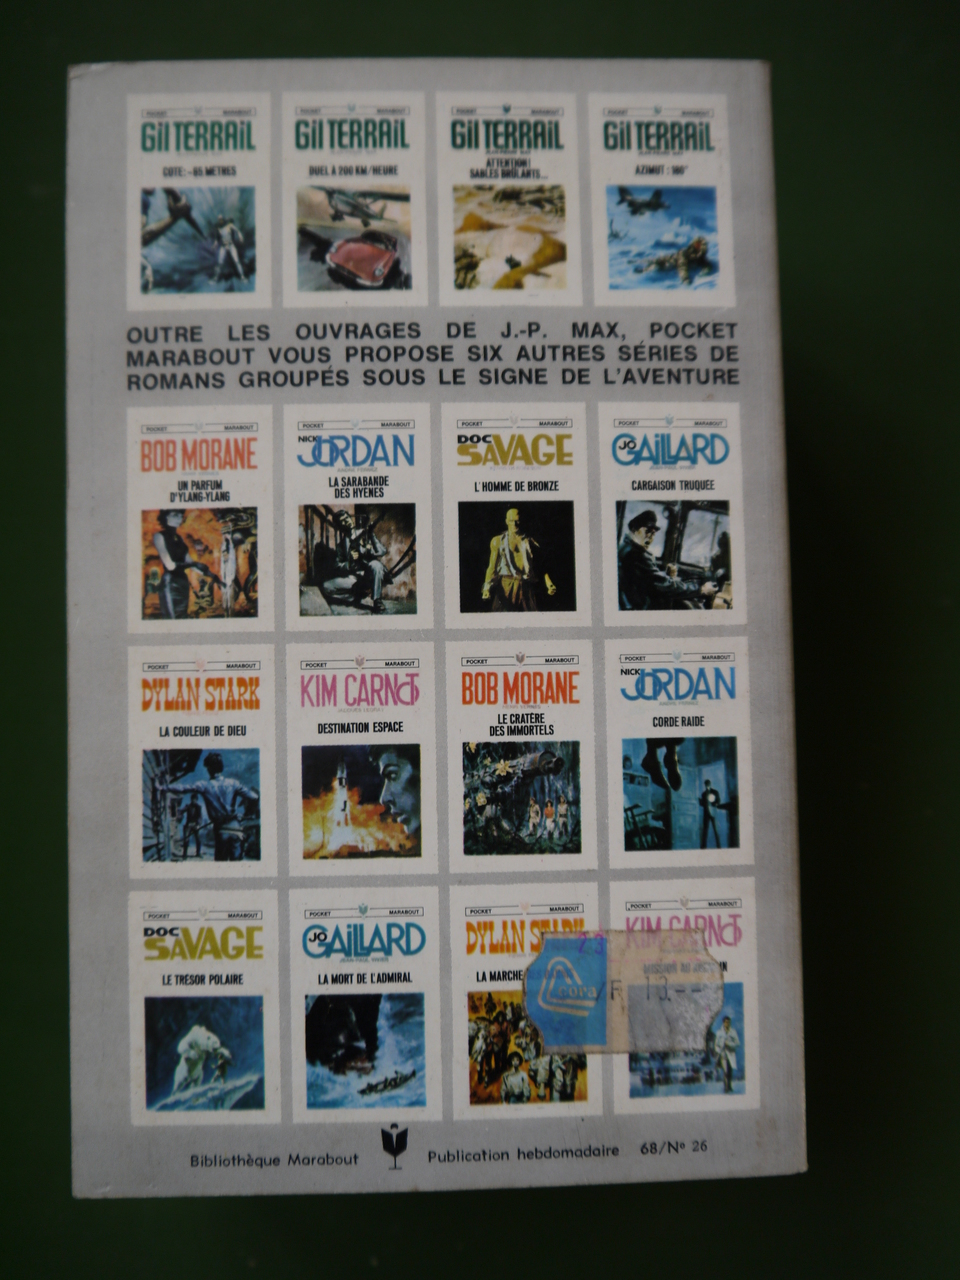 POCKET MARABOUT
GIL TERRAIL
COTE: -85 METRES
POCKET MARABOUT
GIL TERRAIL
DUEL À 200 KM/HEURE
POCKET MARABOUT
GIL TERRAIL
ATTENTION!
SABLES BRÛLANTS...
POCKET MARABOUT
GIL TERRAIL
AZIMUT : 180°
OUTRE LES OUVRAGES DE J.-P. MAX, POCKET
MARABOUT VOUS PROPOSE SIX AUTRES SÉRIES DE
ROMANS GROUPÉS SOUS LE SIGNE DE L'AVENTURE
POCKET MARABOUT
BOB MORANE
UN PARFUM
D'YLANG-YLANG
POCKET MARABOUT
NICK JORDAN
LA SARABANDE
DES HYÈNES
POCKET MARABOUT
DOC
SAVAGE
L'HOMME DE BRONZE
POCKET MARABOUT
JO GAILLARD
CARGAISON TRUQUEE
POCKET MARABOUT
DYLAN STARK
LA COULEUR DE DIEU
POCKET MARABOUT
KIM CARNOT
DESTINATION ESPACE
POCKET MARABOUT
BOB MORANE
LE CRATÈRE
DES IMMORTELS
POCKET MARABOUT
NICK JORDAN
CORDE RAIDE
POCKET MARABOUT
DOC
SAVAGE
LE TRÉSOR POLAIRE
POCKET MARABOUT
JO GAILLARD
LA MORT DE L'ADMIRAL
POCKET MARABOUT
DYLAN STARK
LA MARCHE
POCKET MARABOUT
KIM CARNOT
23
F 13
Bibliothèque Marabout Publication hebdomadaire 68/N° 26